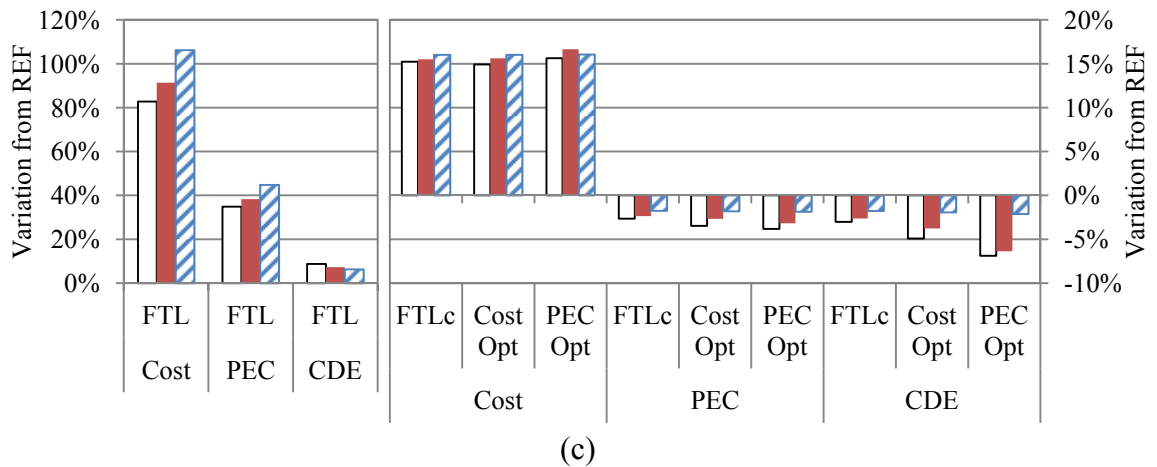 120%
100%
80%
60%
40%
20%
0%
Variation from REF
FTL
FTL
FTL
Cost
PEC
CDE
20%
15%
10%
5%
0%
-5%
-10%
Variation from REF
FTLc
Cost
Opt
PEC
Opt
FTLc
Cost
Opt
PEC
Opt
FTLc
Cost
Opt
PEC
Opt
Cost
PEC
CDE
(c)